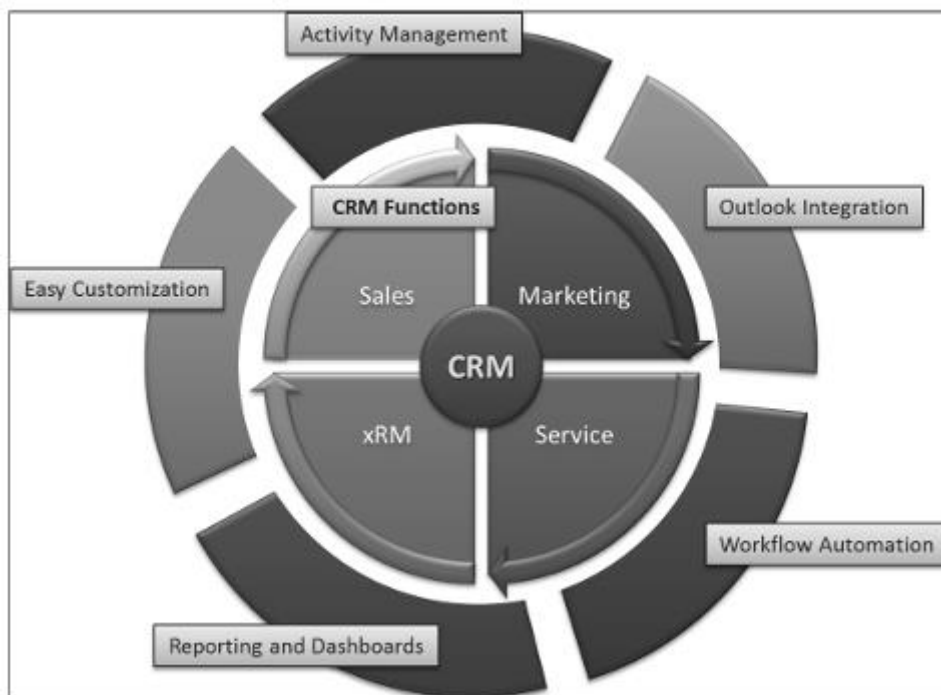 Activity Management
CRM Functions
Outlook Integration
Easy Customization
Sales
Marketing
CRM
xRM
Service
Workflow Automation
Reporting and Dashboards